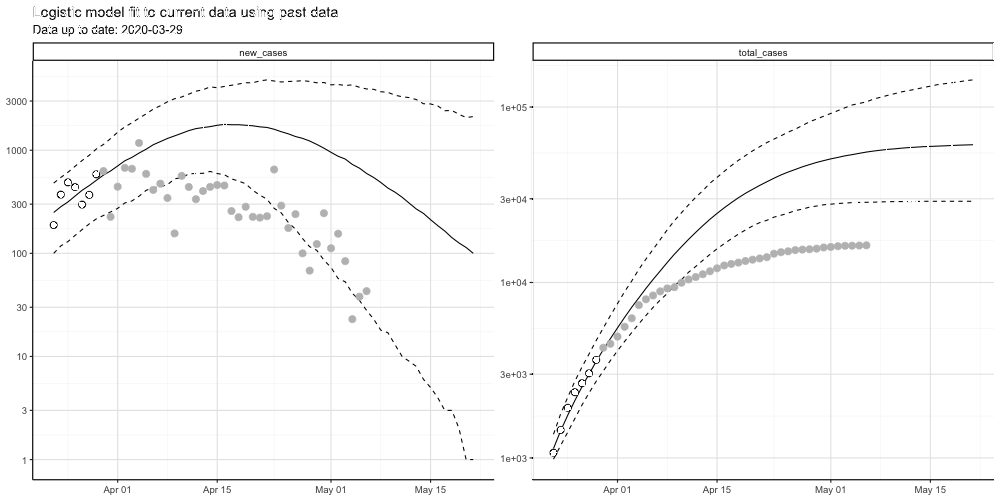 Logistic model fit to current data using past data
Data up to date: 2020-03-29
new_cases
total_cases
3000
1000
300
100
30
10
3
1
1e+05
3e+04
1e+04
3e+03
1e+03
Apr 01
Apr 15
May 01
May 15
Apr 01
Apr 15
May 01
May 15